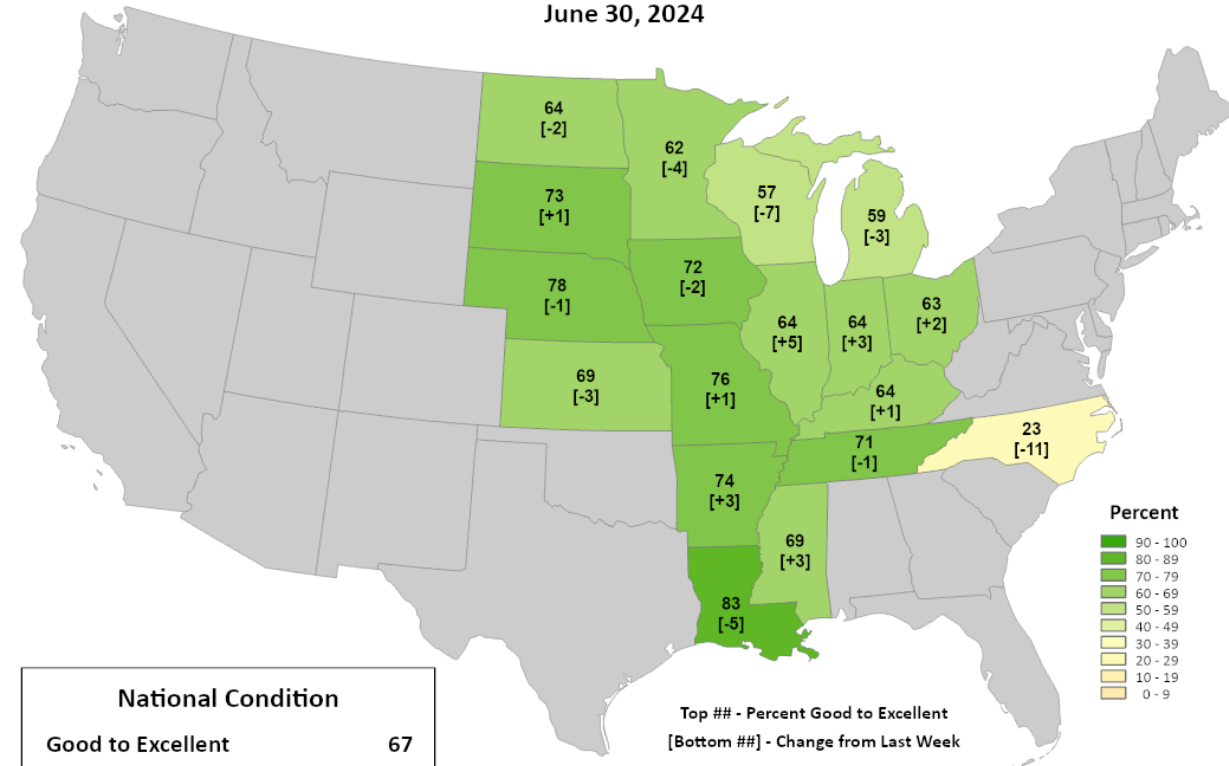 June 30, 2024
64
[-2]
62
[-4]
57
[-7]
59
[-3]
73
[+1]
72
[-2]
78
[-1]
64
[+5]
64
[+3]
63
[+2]
69
[-3]
76
[+1]
64
[+1]
71
[-1]
23
[-11]
74
[+3]
69
[+3]
83
[-5]
Percent
90 - 100
80 - 89
70 - 79
60 - 69
50 - 59
40 - 49
30 - 39
20 - 29
10 - 19
0 - 9
National Condition
Good to Excellent 67
Top ## - Percent Good to Excellent
[Bottom ##] - Change from Last Week